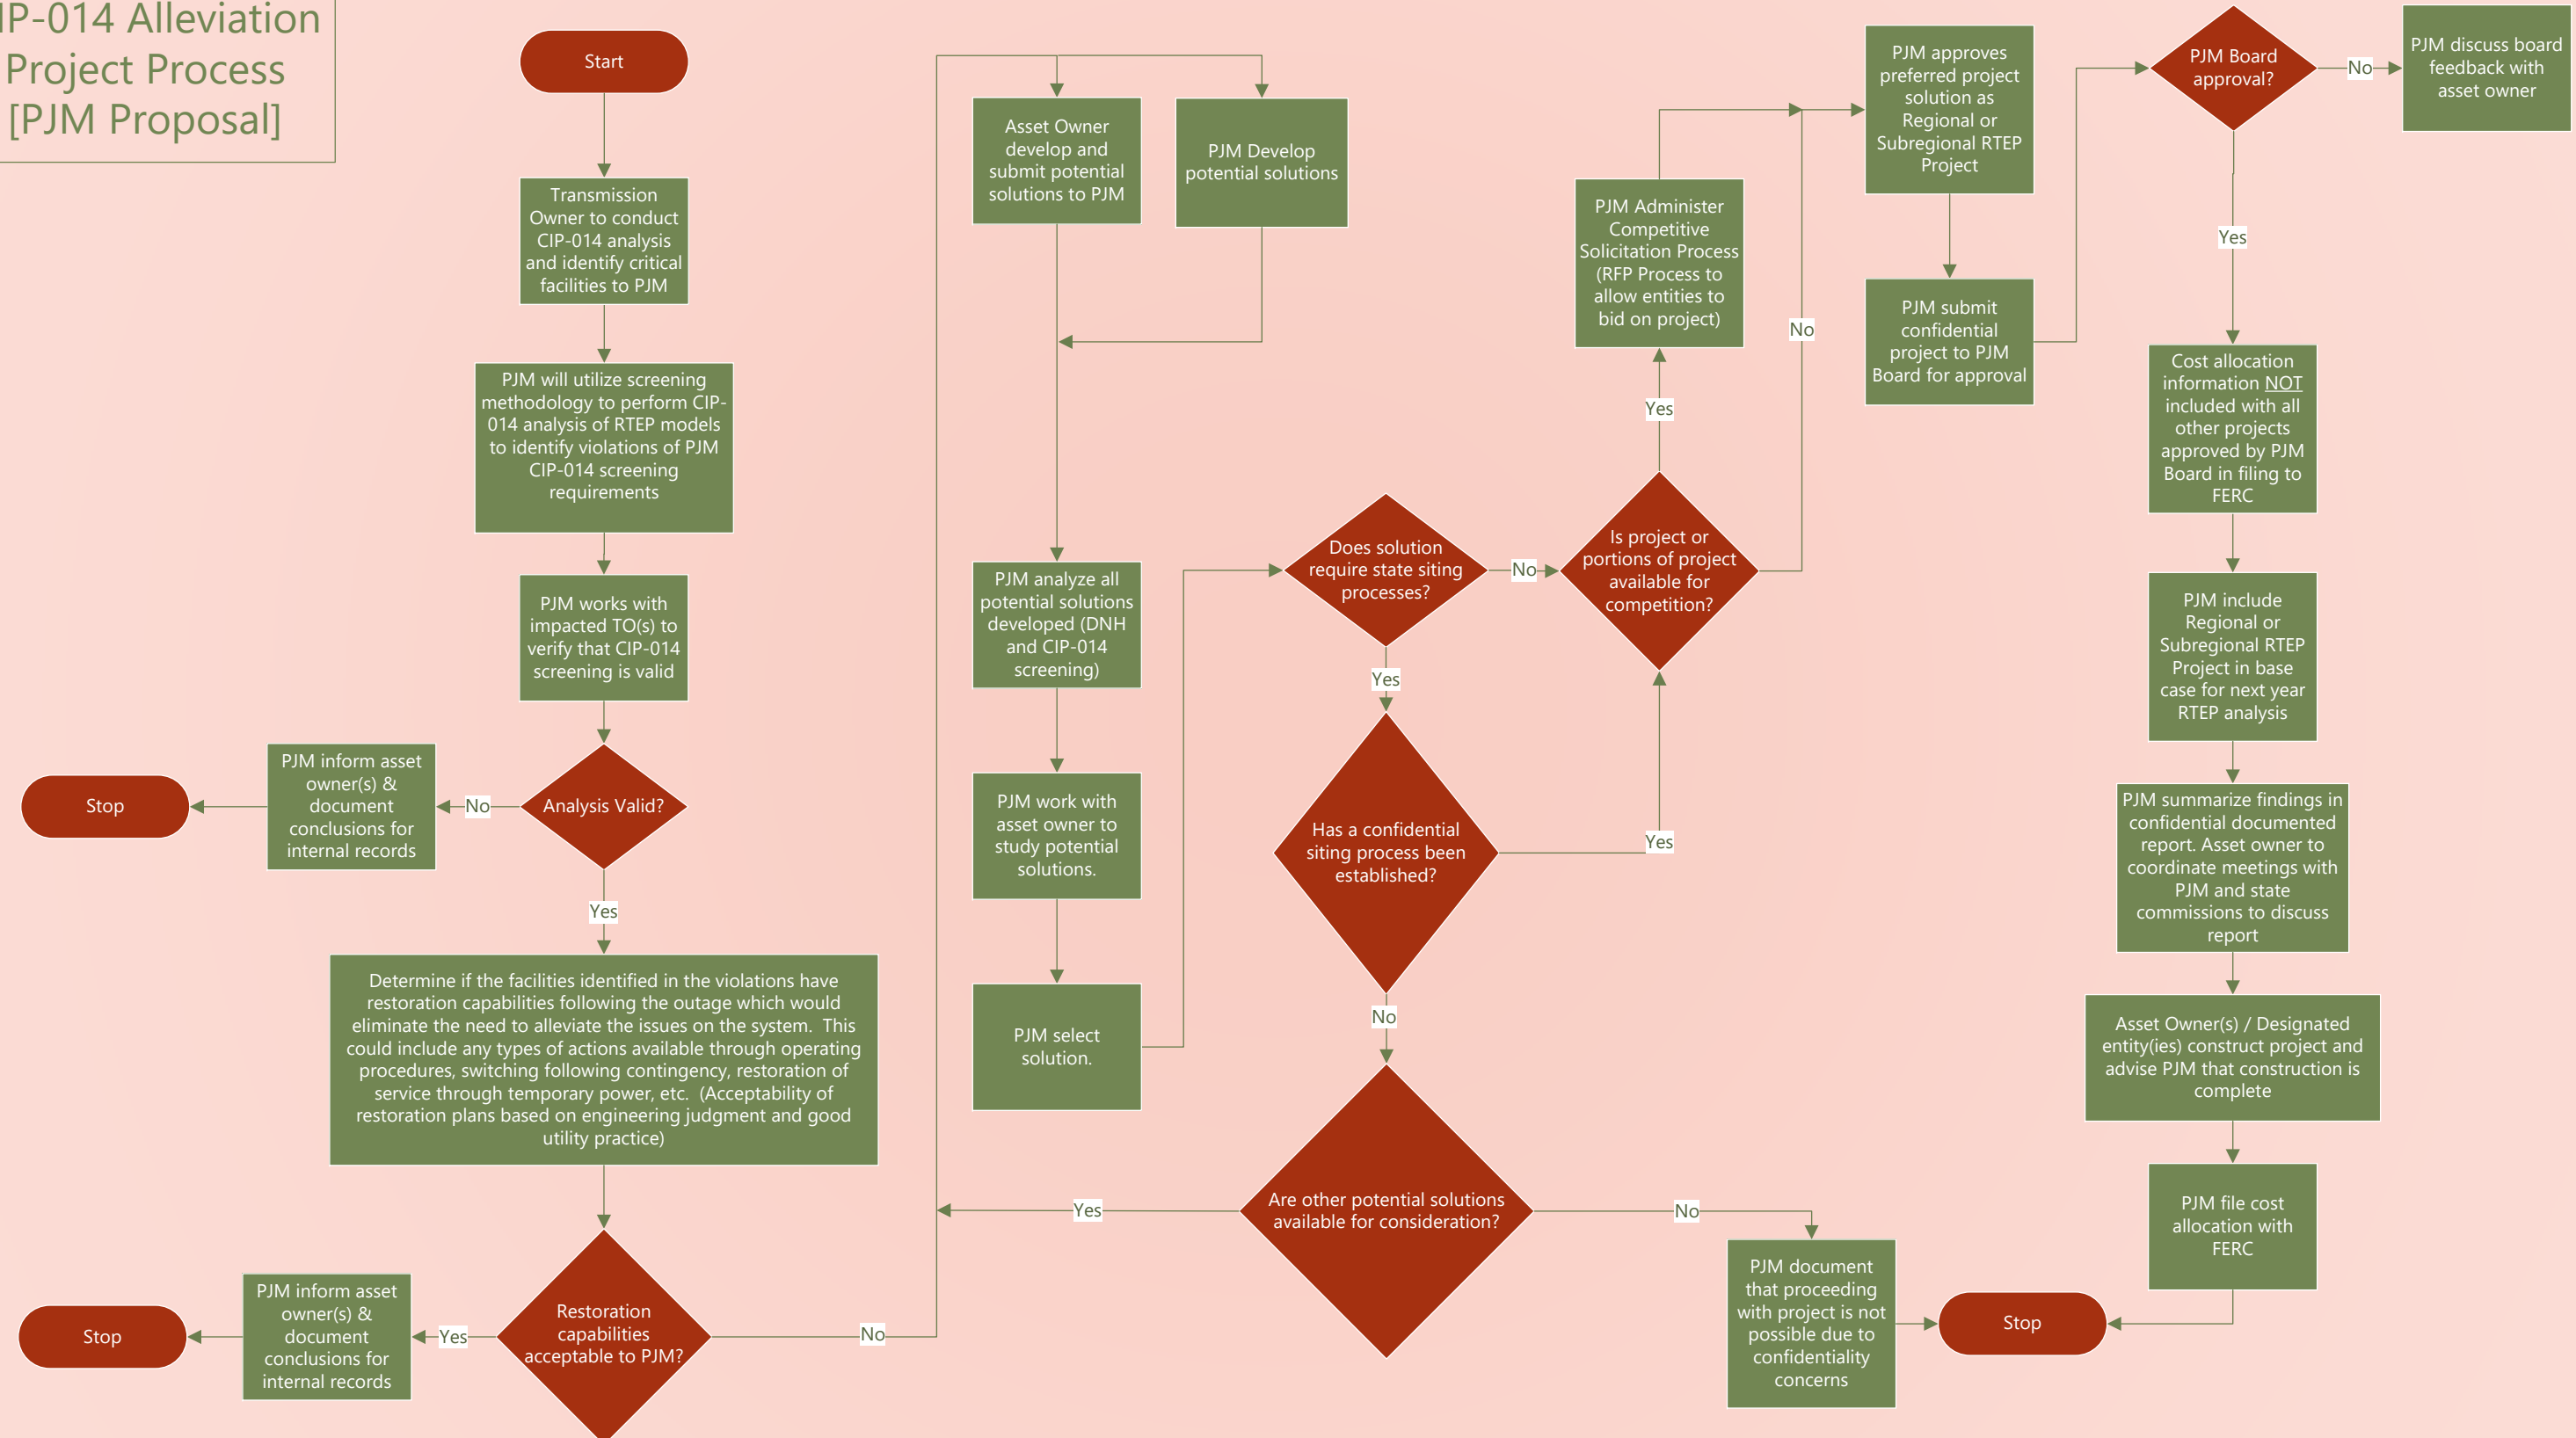 IP-014 Alleviation
Project Process
[PJM Proposal]
Start
Transmission
Owner to conduct
CIP-014 analysis
and identify critical
facilities to PJM
PJM will utilize screening
methodology to perform CIP-
014 analysis of RTEP models
to identify violations of PJM
CIP-014 screening
requirements
PJM works with
impacted TO(s) to
verify that CIP-014
screening is valid
Analysis Valid?
No
PJM inform asset
owner(s) &
document
conclusions for
internal records
Stop
Yes
Determine if the facilities identified in the violations have
restoration capabilities following the outage which would
eliminate the need to alleviate the issues on the system.  This
could include any types of actions available through operating
procedures, switching following contingency, restoration of
service through temporary power, etc.  (Acceptability of
restoration plans based on engineering judgment and good
utility practice)
Restoration
capabilities
acceptable to PJM?
Yes
PJM inform asset
owner(s) &
document
conclusions for
internal records
Stop
No
Asset Owner
develop and
submit potential
solutions to PJM
PJM Develop
potential solutions
PJM analyze all
potential solutions
developed (DNH
and CIP-014
screening)
PJM work with
asset owner to
study potential
solutions.
PJM select
solution.
Does solution
require state siting
processes?
No
Yes
Has a confidential
siting process been
established?
Yes
No
Are other potential solutions
available for consideration?
Yes
No
PJM document
that proceeding
with project is not
possible due to
confidentiality
concerns
Stop
Is project or
portions of project
available for
competition?
Yes
No
PJM Administer
Competitive
Solicitation Process
(RFP Process to
allow entities to
bid on project)
PJM approves
preferred project
solution as
Regional or
Subregional RTEP
Project
PJM submit
confidential
project to PJM
Board for approval
PJM Board
approval?
No
PJM discuss board
feedback with
asset owner
Yes
Cost allocation
information NOT
included with all
other projects
approved by PJM
Board in filing to
FERC
PJM include
Regional or
Subregional RTEP
Project in base
case for next year
RTEP analysis
PJM summarize findings in
confidential documented
report. Asset owner to
coordinate meetings with
PJM and state
commissions to discuss
report
Asset Owner(s) / Designated
entity(ies) construct project and
advise PJM that construction is
complete
PJM file cost
allocation with
FERC